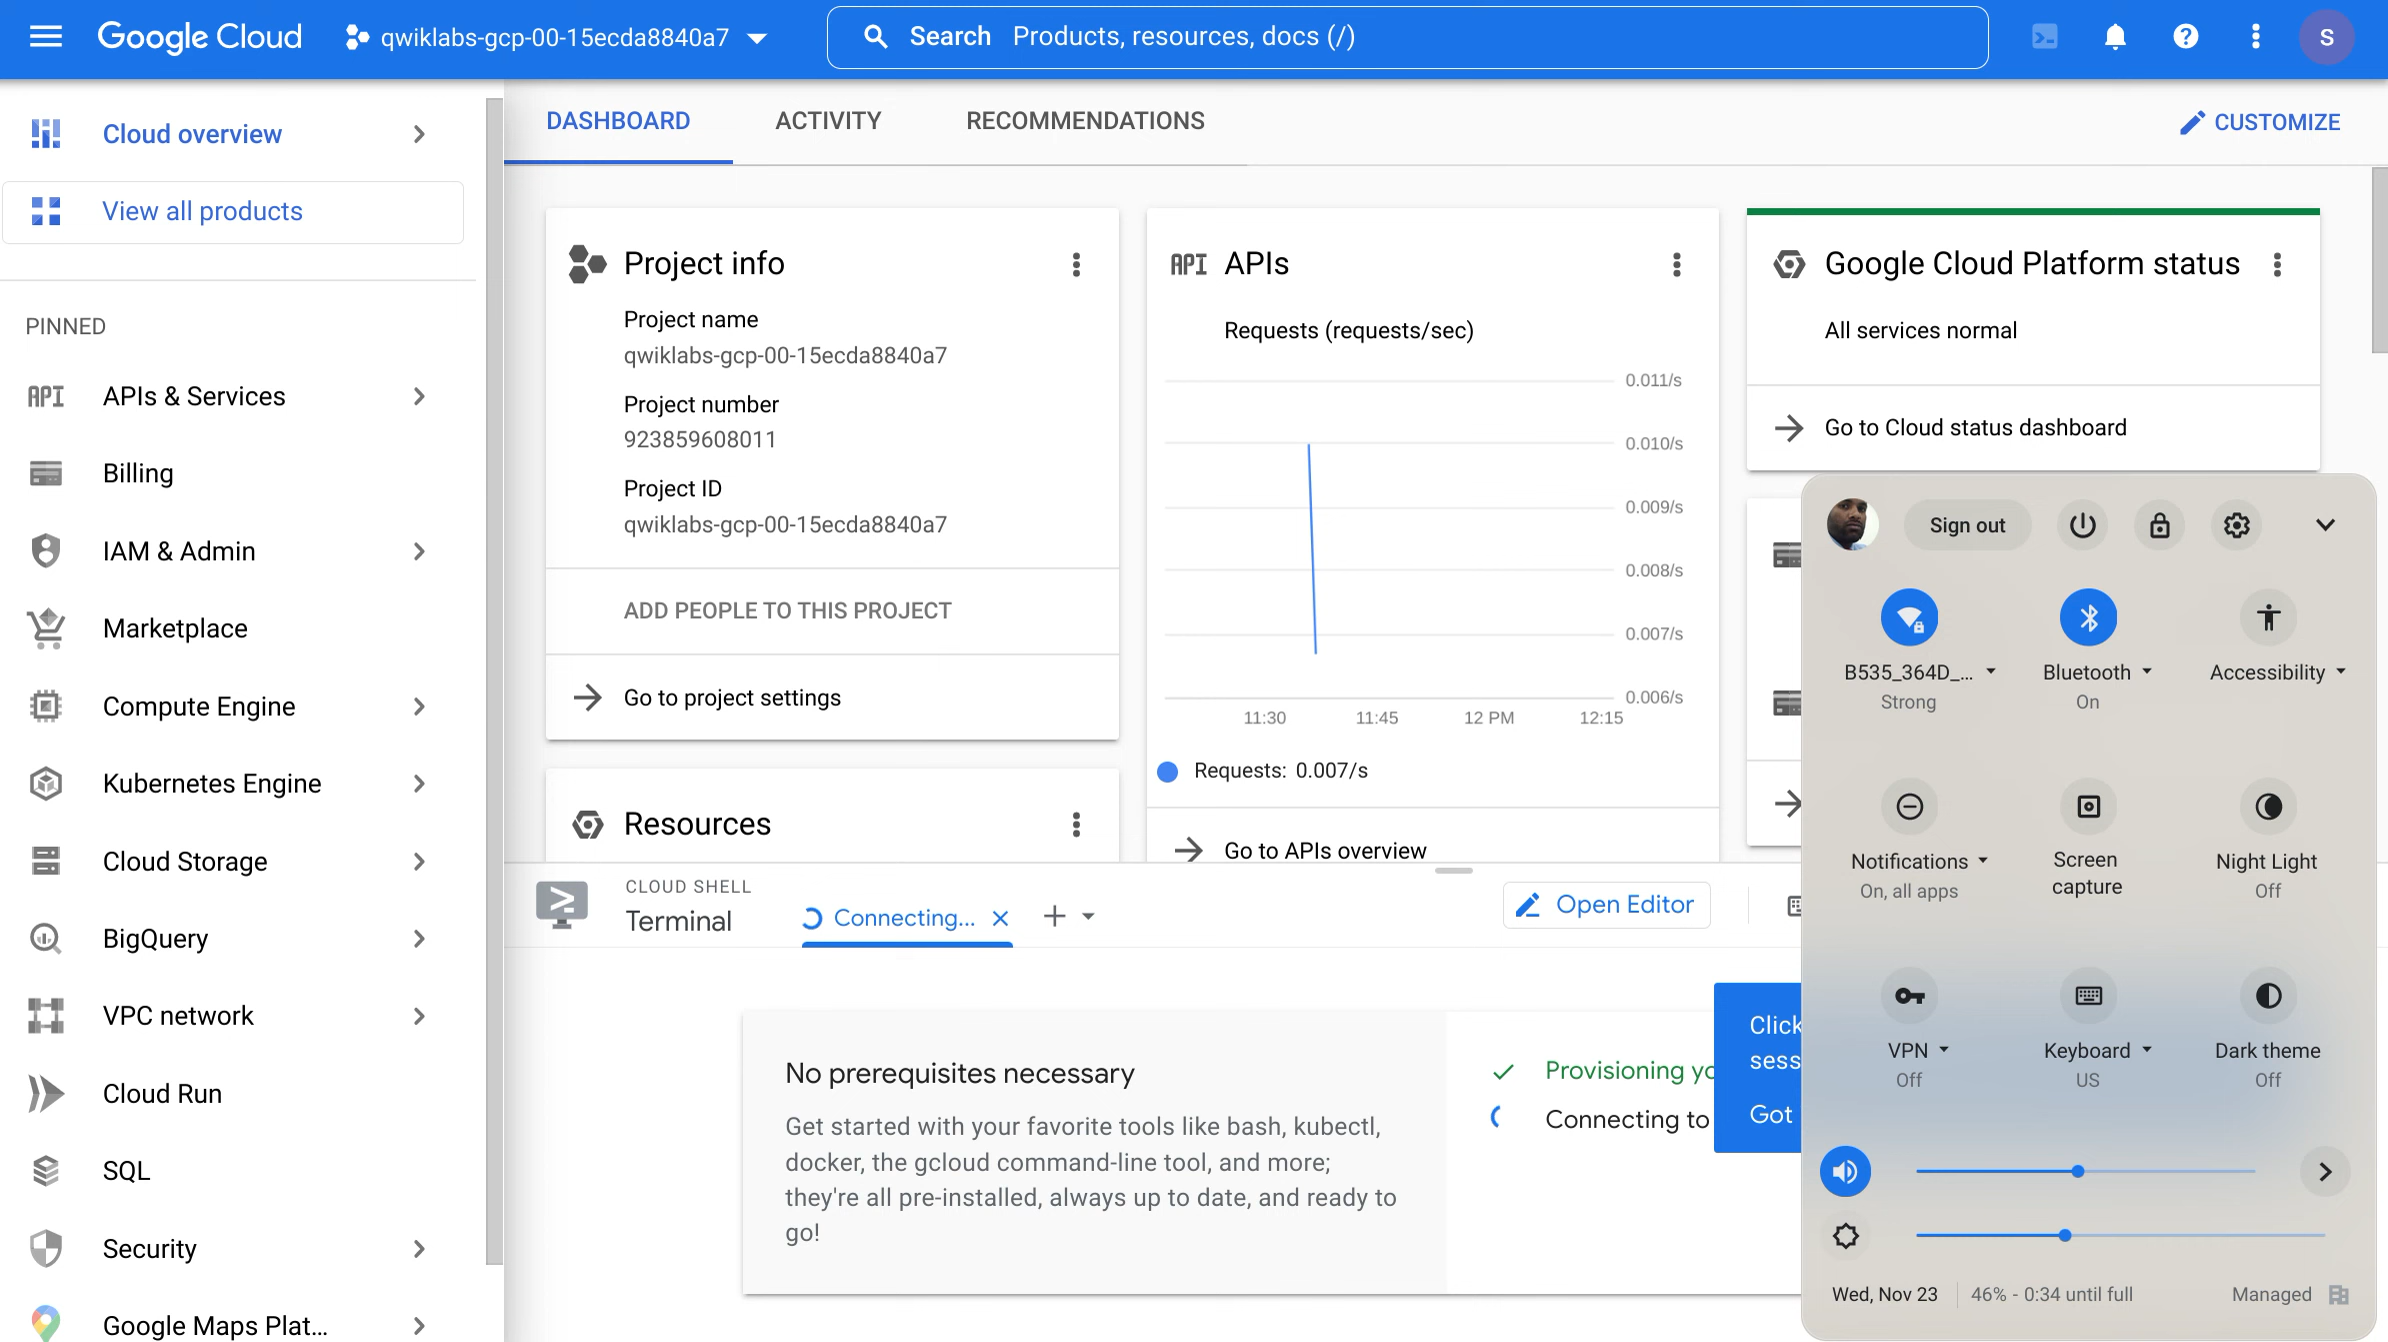 Google Cloud
qwiklabs-gcp-00-15ecda8840a7
Search Products, resources, docs (/)
S
Cloud overview
View all products
PINNED
API APIs & Services
Billing
IAM & Admin
Marketplace
Compute Engine
Kubernetes Engine
Cloud Storage
BigQuery
VPC network
Cloud Run
SQL
Security
Google Maps Plat...
DASHBOARD
ACTIVITY
RECOMMENDATIONS
CUSTOMIZE
Project info
Project name
qwiklabs-gcp-00-15ecda8840a7
Project number
923859608011
Project ID
qwiklabs-gcp-00-15ecda8840a7
ADD PEOPLE TO THIS PROJECT
Go to project settings
Resources
API APIs
Requests (requests/sec)
0.011/s
0.010/s
0.009/s
0.008/s
0.007/s
0.006/s
11:30 11:45 12 PM 12:15
Requests: 0.007/s
Go to APIs overview
Google Cloud Platform status
All services normal
Go to Cloud status dashboard
CLOUD SHELL
Terminal
Connecting...
Open Editor
No prerequisites necessary
Get started with your favorite tools like bash, kubectl,
docker, the gcloud command-line tool, and more;
they're all pre-installed, always up to date, and ready to
go!
Provisioning yo
Connecting to
Click
sess
Got
Sign out
B535_364D_...
Strong
Bluetooth
On
Accessibility
Notifications
On, all apps
Screen
capture
Night Light
Off
VPN
Off
Keyboard
US
Dark theme
Off
Wed, Nov 23
46% - 0:34 until full
Managed